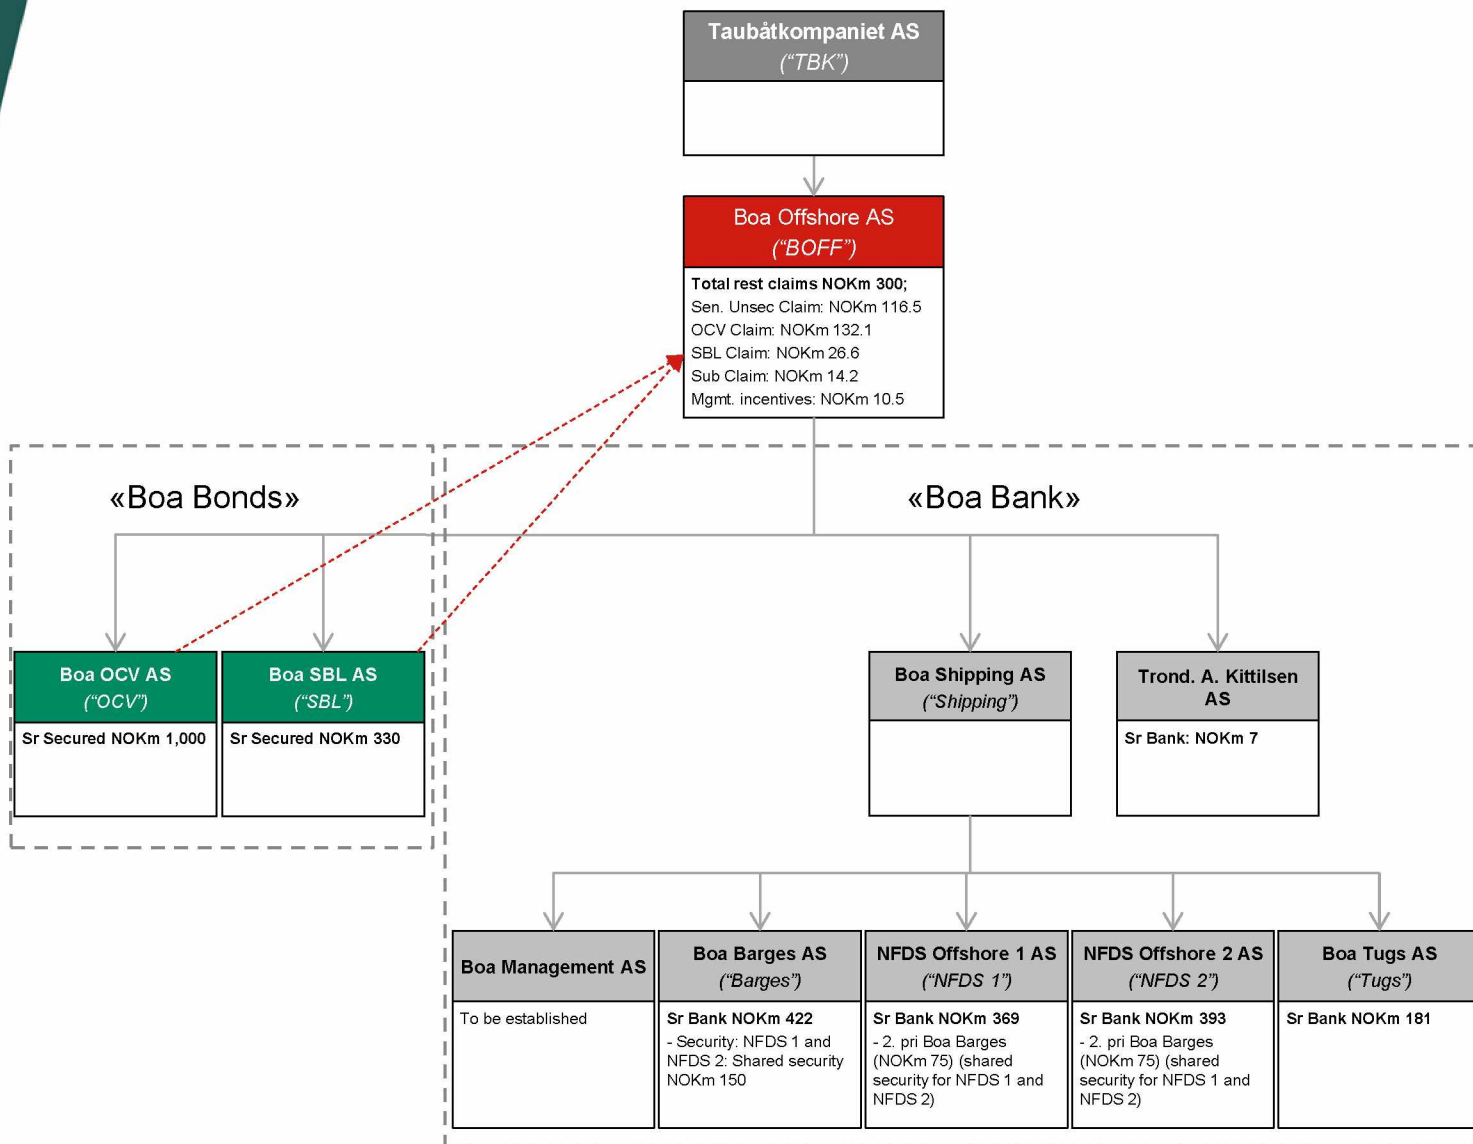 Taubåtkompaniet AS
(“TBK”)
Boa Offshore AS
(“BOFF”)
Total rest claims NOKm 300;
Sen. Unsec Claim: NOKm 116.5
OCV Claim: NOKm 132.1
SBL Claim: NOKm 26.6
Sub Claim: NOKm 14.2
Mgmt. incentives: NOKm 10.5
«Boa Bonds»
«Boa Bank»
Boa OCV AS
(“OCV”)
Sr Secured NOKm 1,000
Boa SBL AS
(“SBL”)
Sr Secured NOKm 330
Boa Shipping AS
(“Shipping”)
Trond. A. Kittilsen
AS
Sr Bank: NOKm 7
Boa Management AS
To be established
Boa Barges AS
(“Barges”)
Sr Bank NOKm 422
- Security: NFDS 1 and
NFDS 2: Shared security
NOKm 150
NFDS Offshore 1 AS
(“NFDS 1”)
Sr Bank NOKm 369
- 2. pri Boa Barges
(NOKm 75) (shared
security for NFDS 1 and
NFDS 2)
NFDS Offshore 2 AS
(“NFDS 2”)
Sr Bank NOKm 393
- 2. pri Boa Barges
(NOKm 75) (shared
security for NFDS 1 and
NFDS 2)
Boa Tugs AS
(“Tugs”)
Sr Bank NOKm 181